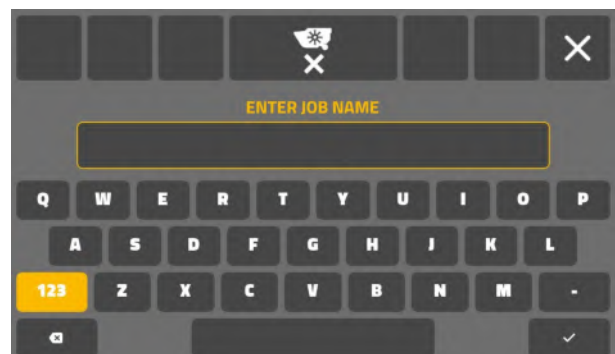 ENTER JOB NAME
Q W E R T Y U I O P
A S D F G H J K L
123 Z X C V B N M -